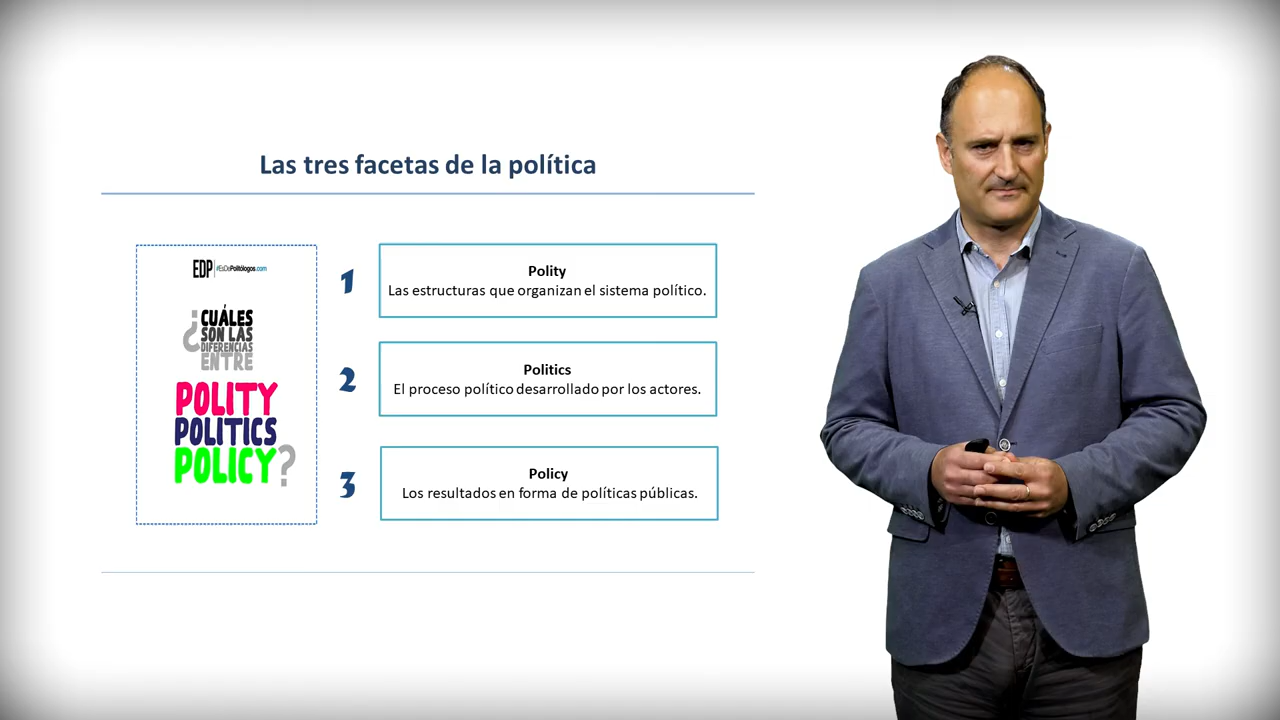 Las tres facetas de la política
EDP #EsDePolitólogos.com
¿CUÁLES
SON LAS
DIFERENCIAS
ENTRE
POLITY
POLITICS
POLICY?
1
Polity
Las estructuras que organizan el sistema político.
2
Politics
El proceso político desarrollado por los actores.
3
Policy
Los resultados en forma de políticas públicas.